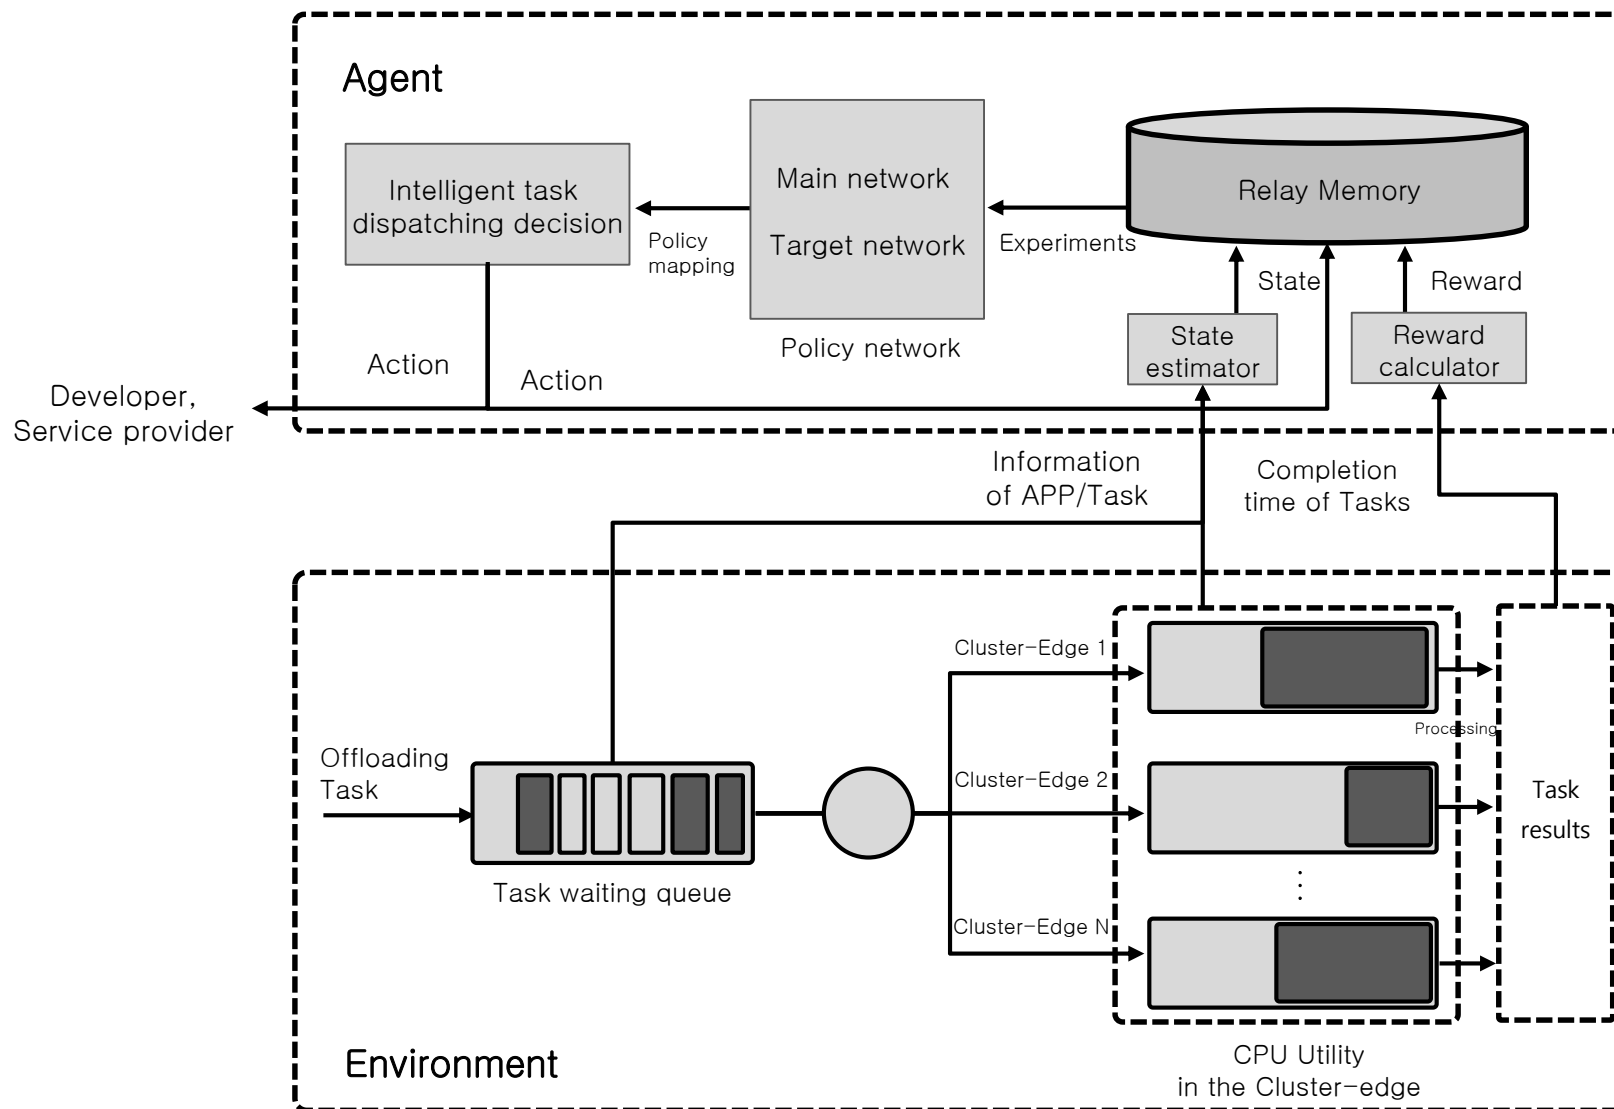 Agent
Intelligent task
dispatching decision
Policy
mapping
Main network
Target network
Policy network
Experiments
Relay Memory
State
Reward
State
estimator
Reward
calculator
Action
Action
Developer,
Service provider
Information
of APP/Task
Completion
time of Tasks
Offloading
Task
Task waiting queue
Cluster-Edge 1
Cluster-Edge 2
Cluster-Edge N
Processing
⋮
Task
results
CPU Utility
in the Cluster-edge
Environment